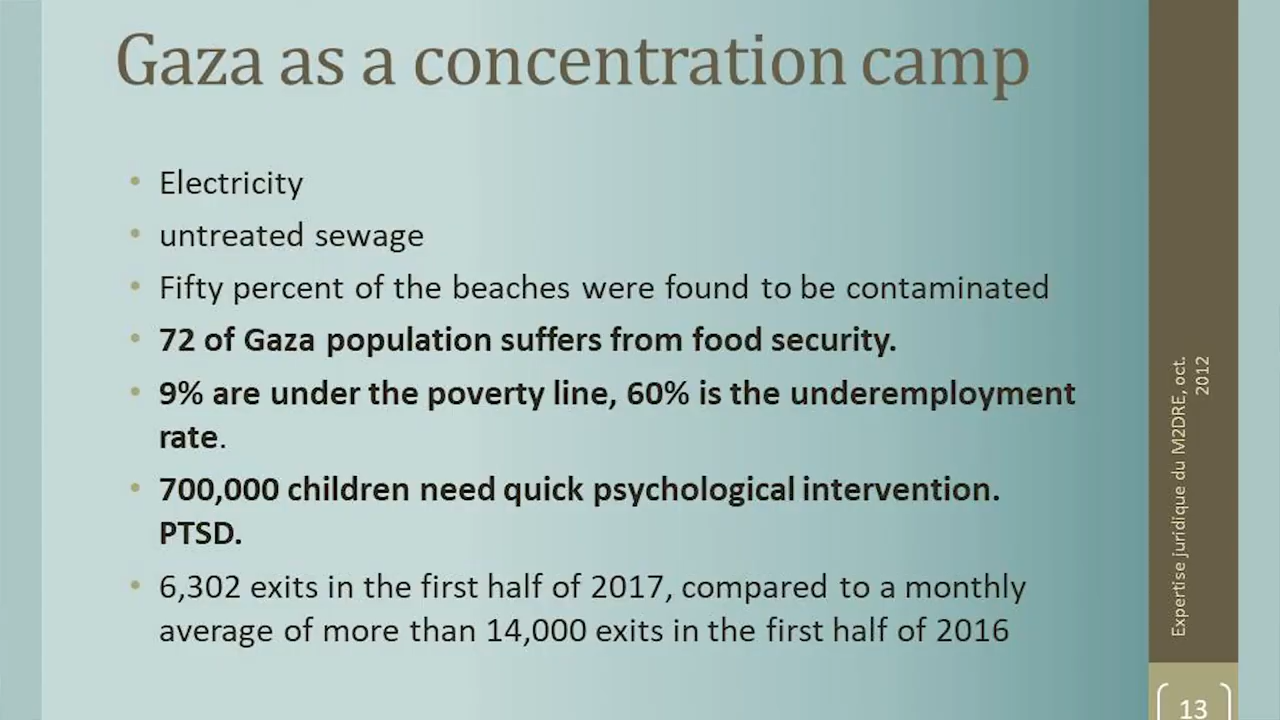 Gaza as a concentration camp
• Electricity
• untreated sewage
• Fifty percent of the beaches were found to be contaminated
• 72 of Gaza population suffers from food security.
• 9% are under the poverty line, 60% is the underemployment
rate.
• 700,000 children need quick psychological intervention.
PTSD.
• 6,302 exits in the first half of 2017, compared to a monthly
average of more than 14,000 exits in the first half of 2016
Expertise juridique du M2DRE, oct.
2012
13